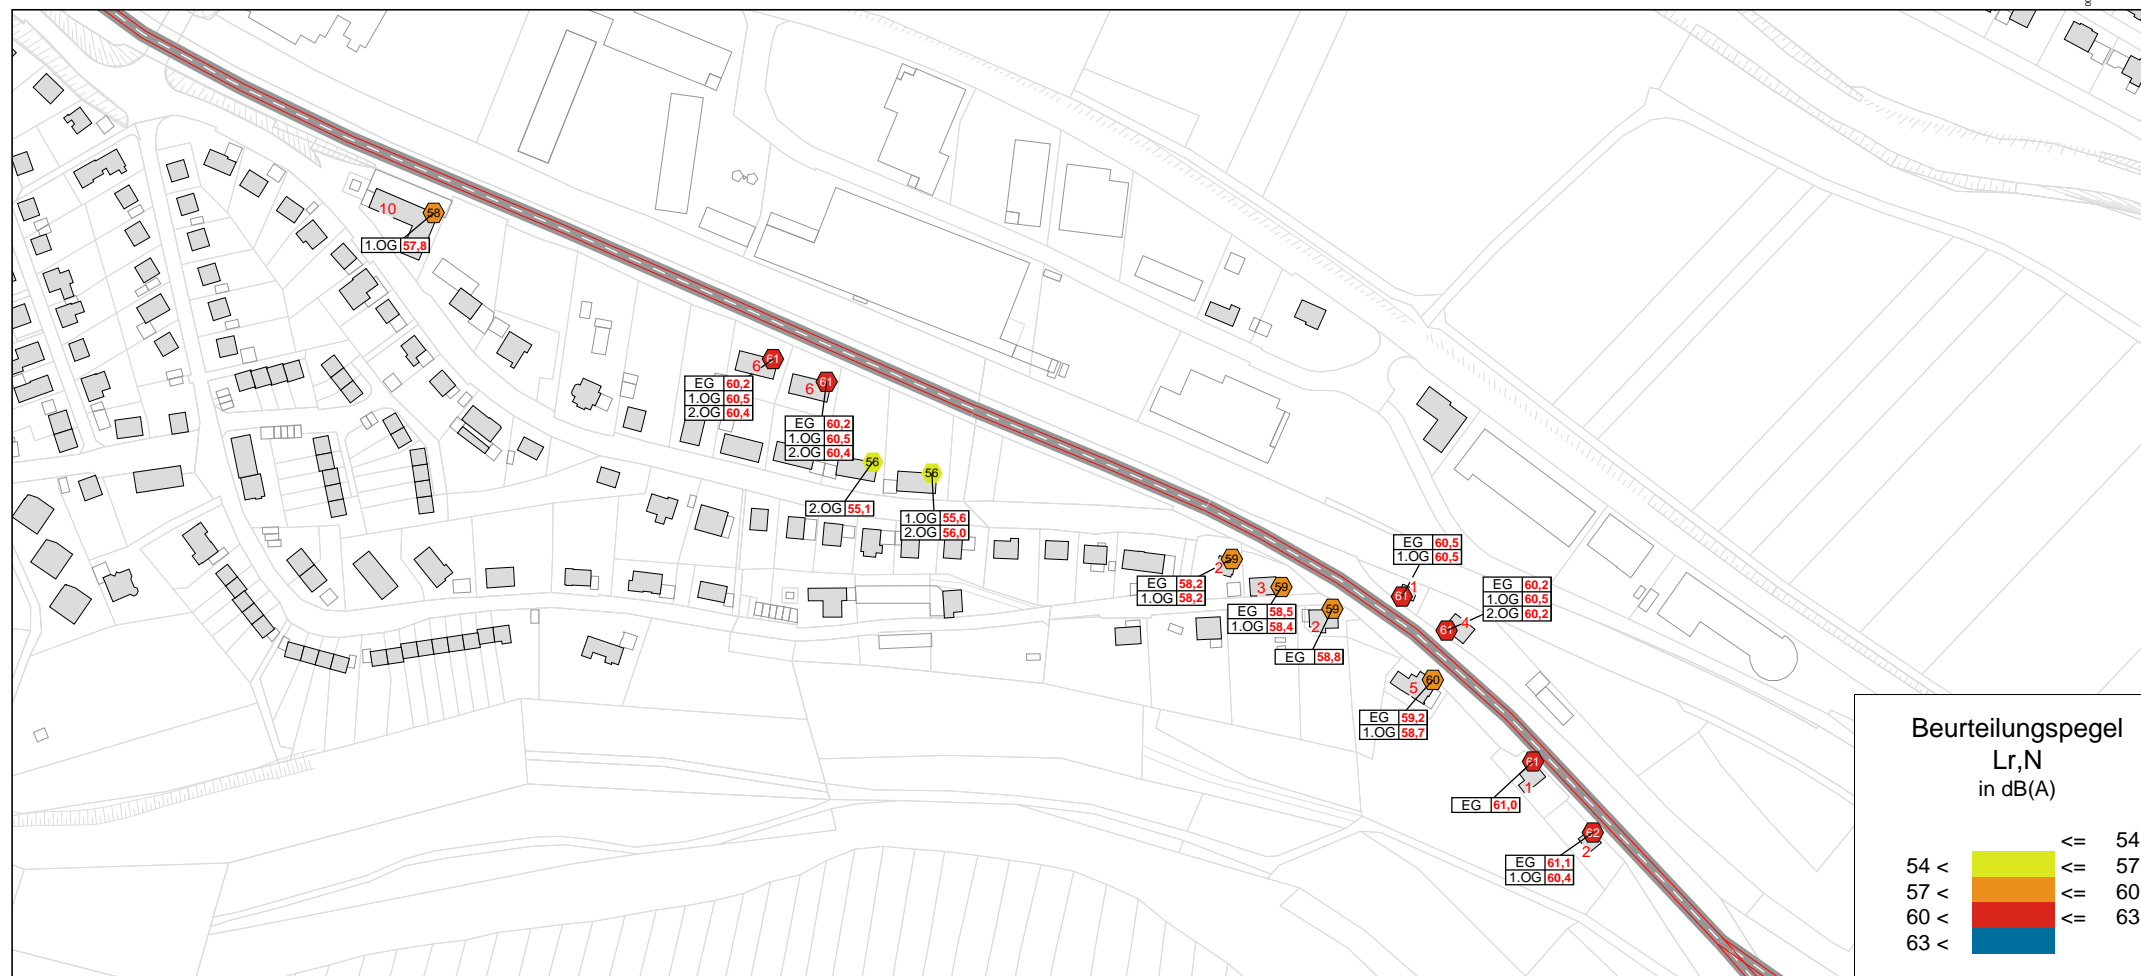 10
58
1.OG 57,8
61
6
61
6
EG 60,2
1.OG 60,5
2.OG 60,4
EG 60,2
1.OG 60,5
2.OG 60,4
56
56
2.OG 55,1
1.OG 55,6
2.OG 56,0
59
2
EG 58,2
1.OG 58,2
3
59
EG 58,5
1.OG 58,4
59
2
EG 58,8
EG 60,5
1.OG 60,5
61
1
EG 60,2
1.OG 60,5
2.OG 60,2
61
4
5
60
EG 59,2
1.OG 58,7
61
1
EG 61,0
62
2
EG 61,1
1.OG 60,4
Beurteilungspegel
Lr,N
in dB(A)
<= 54
54 < <= 57
57 < <= 60
60 < <= 63
63 <